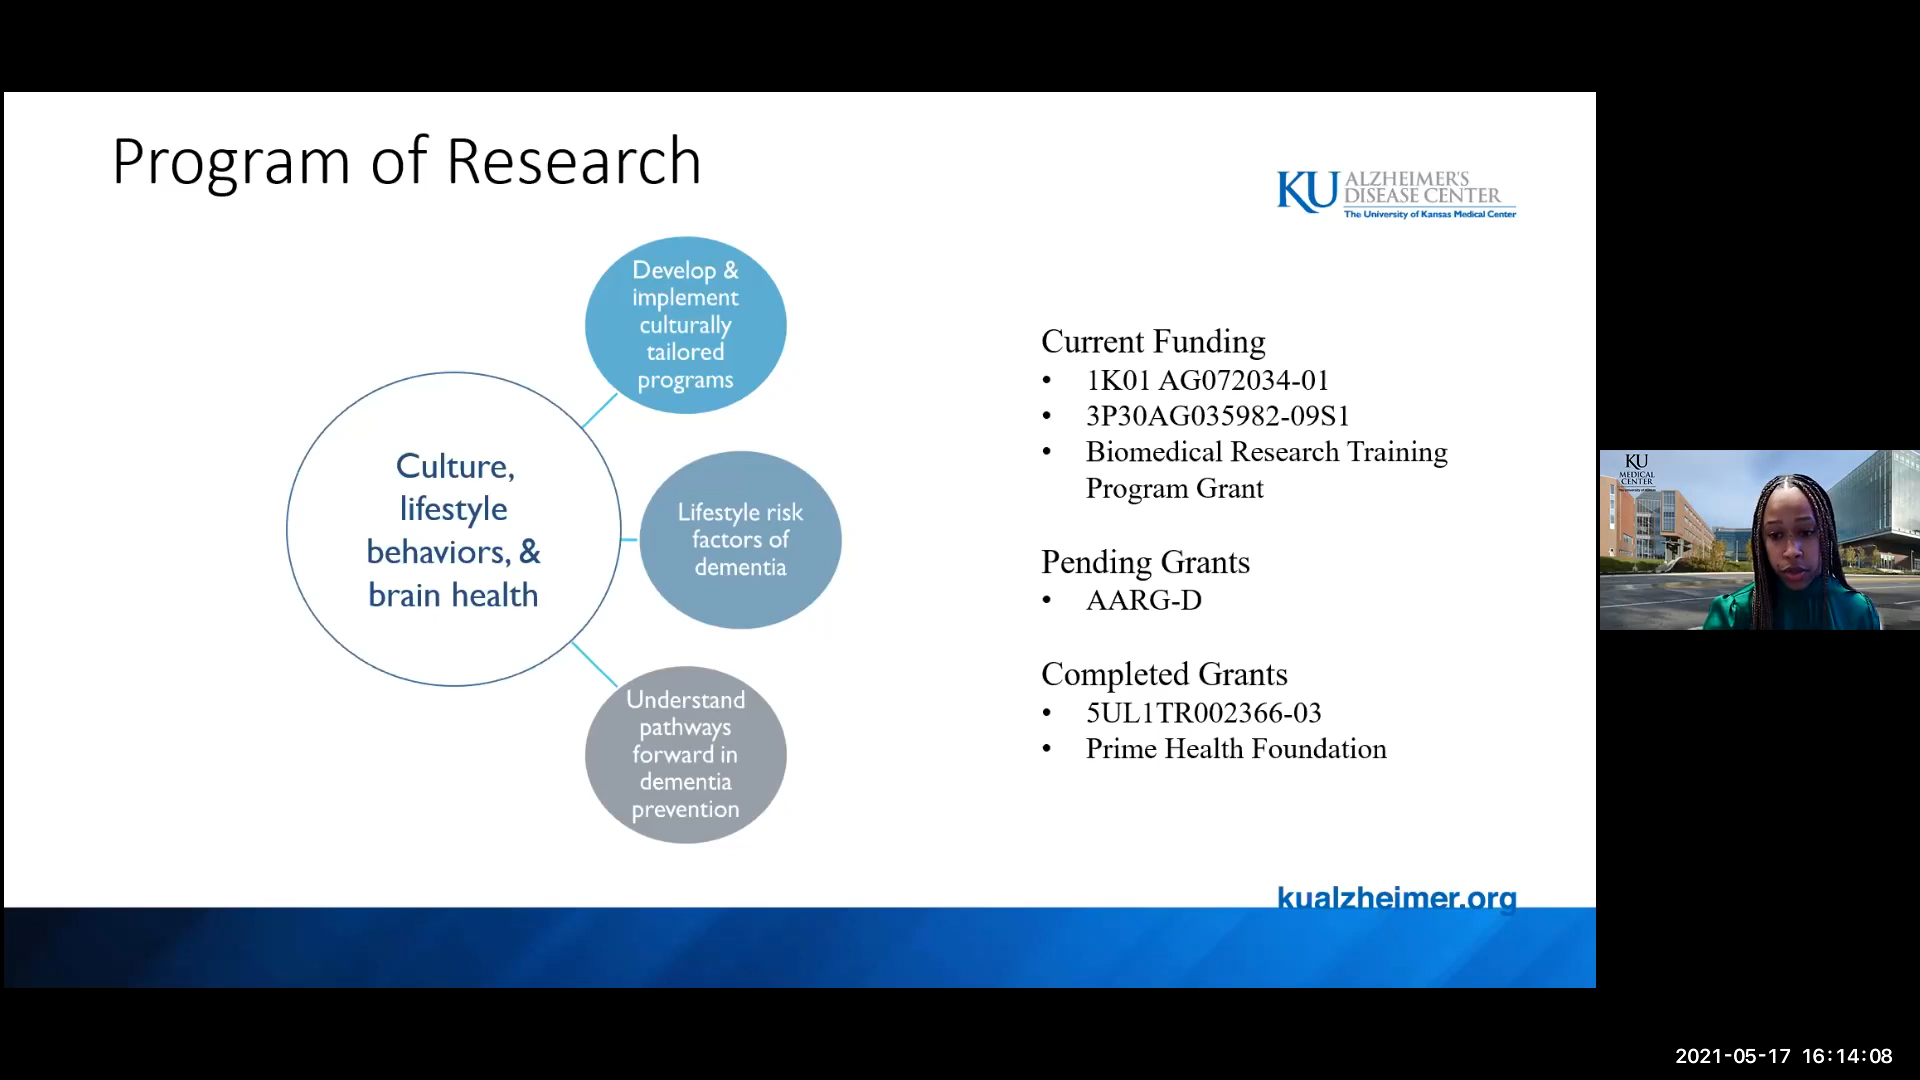 Program of Research
KU ALZHEIMER'S
DISEASE CENTER
The University of Kansas Medical Center
Develop &
implement
culturally
tailored
programs
Culture,
lifestyle
behaviors, &
brain health
Lifestyle risk
factors of
dementia
Understand
pathways
forward in
dementia
prevention
Current Funding
• 1K01 AG072034-01
• 3P30AG035982-09S1
• Biomedical Research Training
Program Grant
Pending Grants
• AARG-D
Completed Grants
• 5UL1TR002366-03
• Prime Health Foundation
kualzheimer.org
KU
MEDICAL
CENTER
2021-05-17 16:14:08